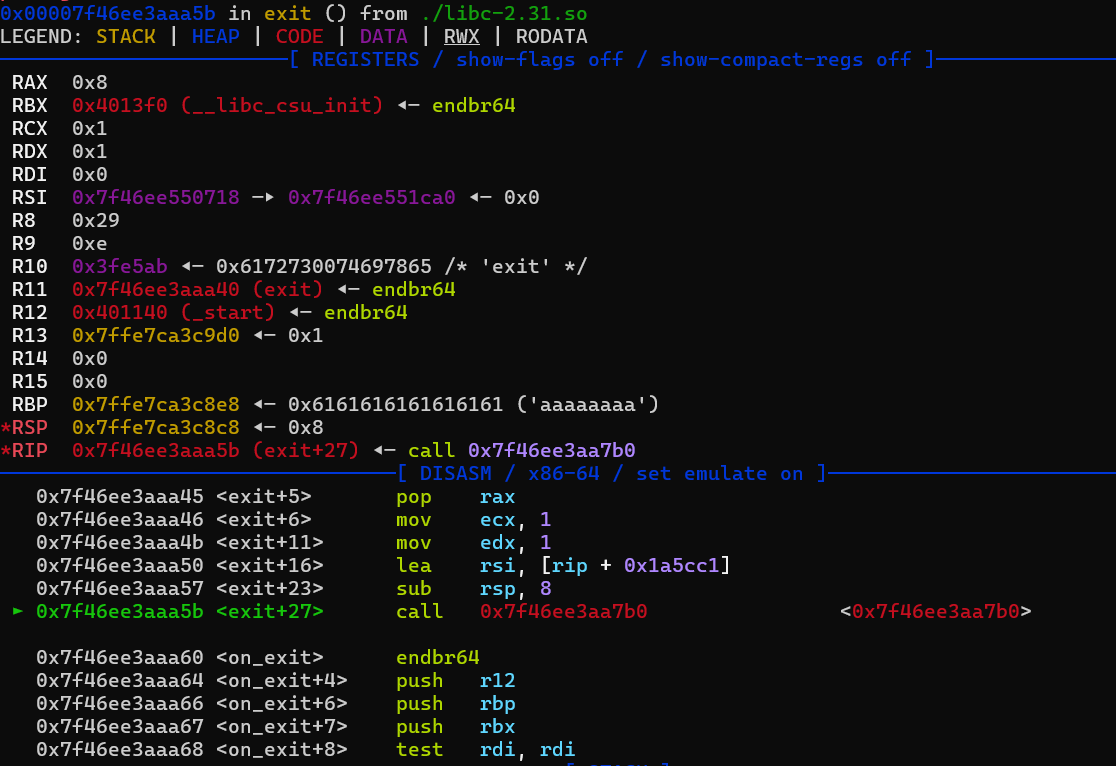 0x00007f46ee3aaa5b in exit () from ./libc-2.31.so
LEGEND: STACK | HEAP | CODE | DATA | RWX | RODATA
[ REGISTERS / show-flags off / show-compact-regs off ]
RAX 0x8
RBX 0x4013f0 (__libc_csu_init) ◂— endbr64
RCX 0x1
RDX 0x1
RDI 0x0
RSI 0x7f46ee550718 —▸ 0x7f46ee551ca0 ◂— 0x0
R8 0x29
R9 0xe
R10 0x3fe5ab ◂— 0x6172730074697865 /* 'exit' */
R11 0x7f46ee3aaa40 (exit) ◂— endbr64
R12 0x401140 (_start) ◂— endbr64
R13 0x7ffe7ca3c9d0 ◂— 0x1
R14 0x0
R15 0x0
RBP 0x7ffe7ca3c8e8 ◂— 0x6161616161616161 ('aaaaaaaa')
*RSP 0x7ffe7ca3c8c8 ◂— 0x8
*RIP 0x7f46ee3aaa5b (exit+27) ◂— call 0x7f46ee3aa7b0
[ DISASM / x86-64 / set emulate on ]
0x7f46ee3aaa45 <exit+5> pop rax
0x7f46ee3aaa46 <exit+6> mov ecx, 1
0x7f46ee3aaa4b <exit+11> mov edx, 1
0x7f46ee3aaa50 <exit+16> lea rsi, [rip + 0x1a5cc1]
0x7f46ee3aaa57 <exit+23> sub rsp, 8
► 0x7f46ee3aaa5b <exit+27> call 0x7f46ee3aa7b0 <0x7f46ee3aa7b0>
0x7f46ee3aaa60 <on_exit> endbr64
0x7f46ee3aaa64 <on_exit+4> push r12
0x7f46ee3aaa66 <on_exit+6> push rbp
0x7f46ee3aaa67 <on_exit+7> push rbx
0x7f46ee3aaa68 <on_exit+8> test rdi, rdi